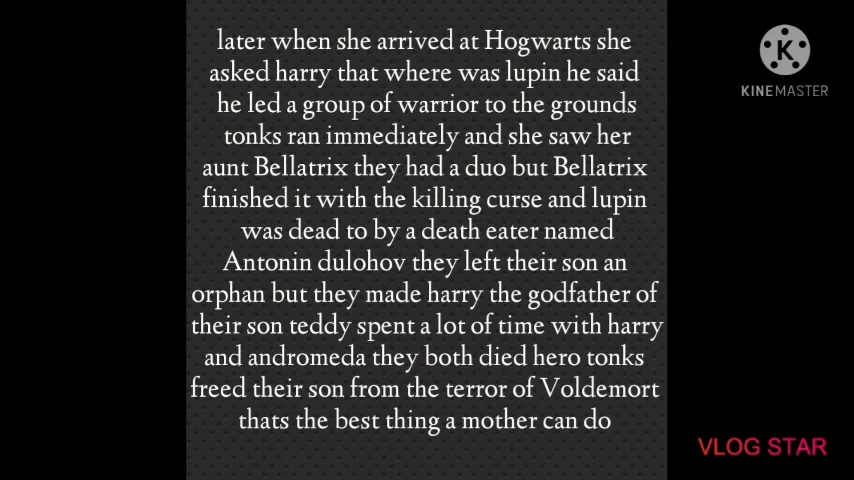 later when she arrived at Hogwarts she
asked harry that where was lupin he said
he led a group of warrior to the grounds
tonks ran immediately and she saw her
aunt Bellatrix they had a duo but Bellatrix
finished it with the killing curse and lupin
was dead to by a death eater named
Antonin dulohov they left their son an
orphan but they made harry the godfather of
their son teddy spent a lot of time with harry
and andromeda they both died hero tonks
freed their son from the terror of Voldemort
thats the best thing a mother can do
K
KINEMASTER
VLOG STAR